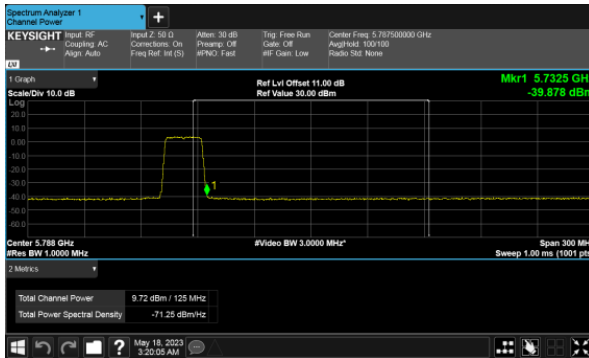 Spectrum Analyzer 1
Channel Power
KEYSIGHT Input: RF
Coupling: AC
Align: Auto
Input Z: 50 Ω
Corrections: On
Freq Ref: Int (S)
Atten: 30 dB
Preamp: Off
#PNO: Fast
Trig: Free Run
Gate: Off
#IF Gain: Low
Center Freq: 5.787500000 GHz
Avg|Hold: 100/100
Radio Std: None
LXI
1 Graph
Scale/Div 10.0 dB
Ref Lvl Offset 11.00 dB
Ref Value 30.00 dBm
Mkr1 5.7325 GH
-39.878 dBm
Log
20.0
10.0
0.00
-10.0
-20.0
-30.0
-40.0
-50.0
-60.0
1
Center 5.788 GHz
#Res BW 1.0000 MHz
#Video BW 3.0000 MHz*
Span 300 MH
Sweep 1.00 ms (1001 pts
2 Metrics
Total Channel Power 9.72 dBm / 125 MHz
Total Power Spectral Density -71.25 dBm/Hz
May 18, 2023
3:20:05 AM